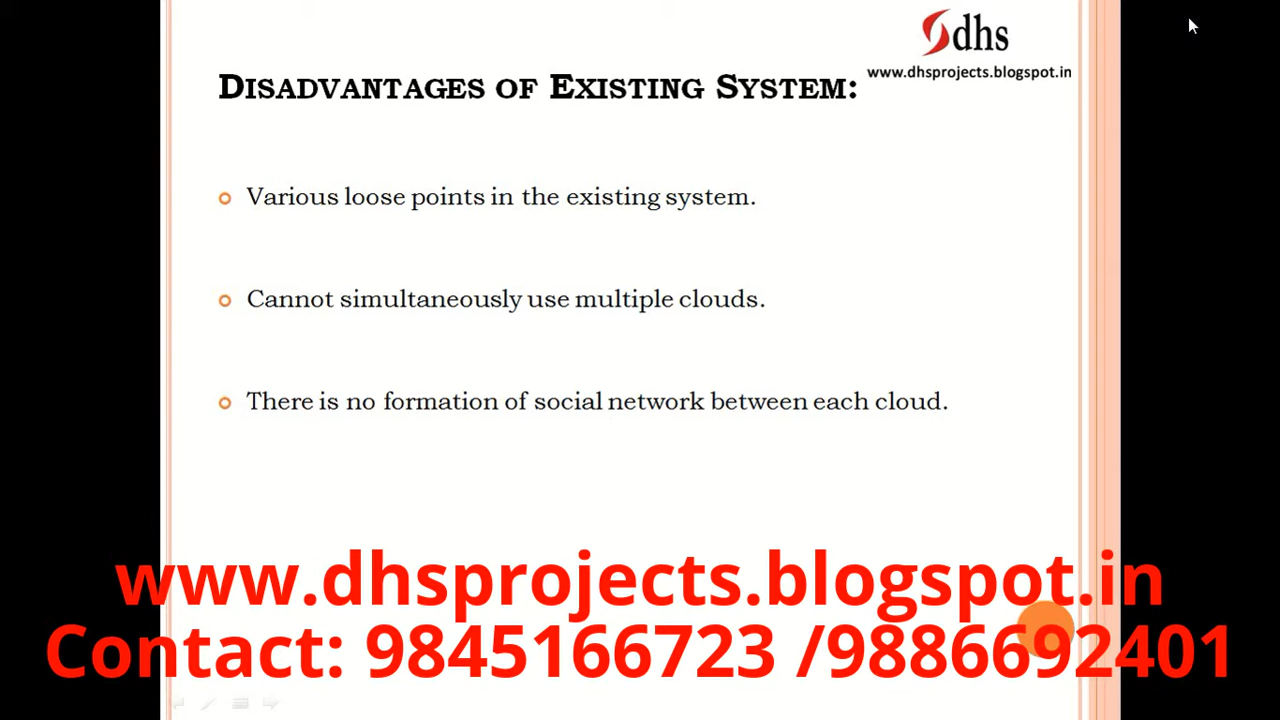 dhs
www.dhsprojects.blogspot.in
DISADVANTAGES OF EXISTING SYSTEM:
Various loose points in the existing system.
Cannot simultaneously use multiple clouds.
There is no formation of social network between each cloud.
www.dhsprojects.blogspot.in
Contact: 9845166723 /9886692401